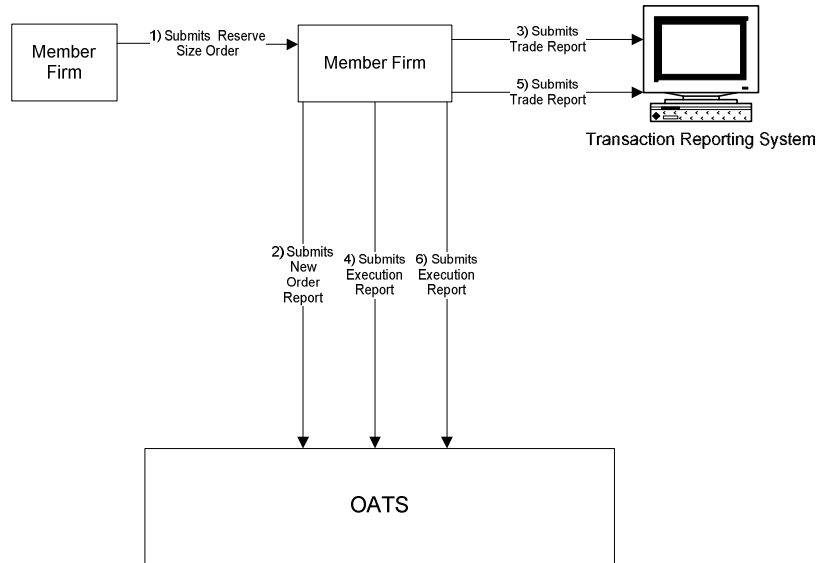 Member
Firm
1) Submits Reserve
Size Order
Member Firm
3) Submits
Trade Report
5) Submits
Trade Report
Transaction Reporting System
2) Submits
New
Order
Report
4) Submits
Execution
Report
6) Submits
Execution
Report
OATS